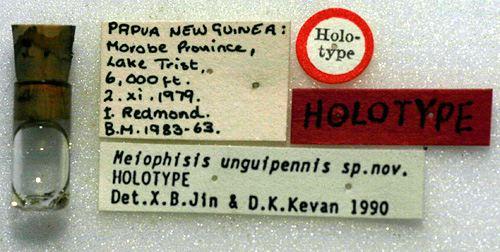 PAPUA NEW GUINEA:
Morobe Province,
Lake Trist,
6,000 ft.
2. xi. 1979.
I. Redmond.
B.M. 1983-63.
Holo-
type
HOLOTYPE
Meiophisis unguipennis sp.nov.
HOLOTYPE
Det.X.B.Jin & D.K.Kevan 1990